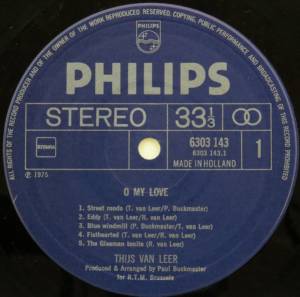 ALL RIGHTS OF THE RECORD PRODUCER AND OF THE OWNER OF THE WORK REPRODUCED RESERVED. COPYING, PUBLIC PERFORMANCE AND BROADCASTING OF THIS RECORD PROHIBITED
PHILIPS
STEREO 33 1/3
6303 143
6303 143.1
MADE IN HOLLAND
1
Ⓟ 1975
O MY LOVE
1. Street rondo (T. van Leer/P. Buckmaster)
2. Eddy (T. van Leer/R. van Leer)
3. Blue windmill (P. Buckmaster/T. van Leer)
4. Fisthearted (T. van Leer/R. van Leer)
5. The Gleeman (R. van Leer)
THIJS VAN LEER
Produced & Arranged by Paul Buckmaster
for R.T.M. Brussels